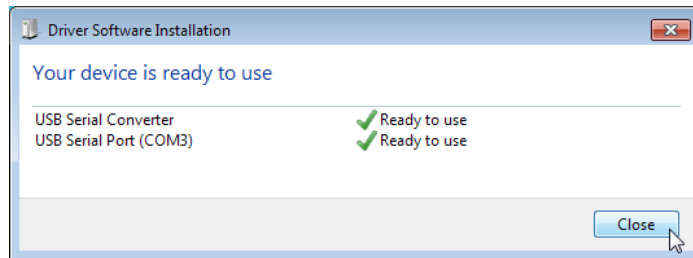 Driver Software Installation
Your device is ready to use
USB Serial Converter Ready to use
USB Serial Port (COM3) Ready to use
Close